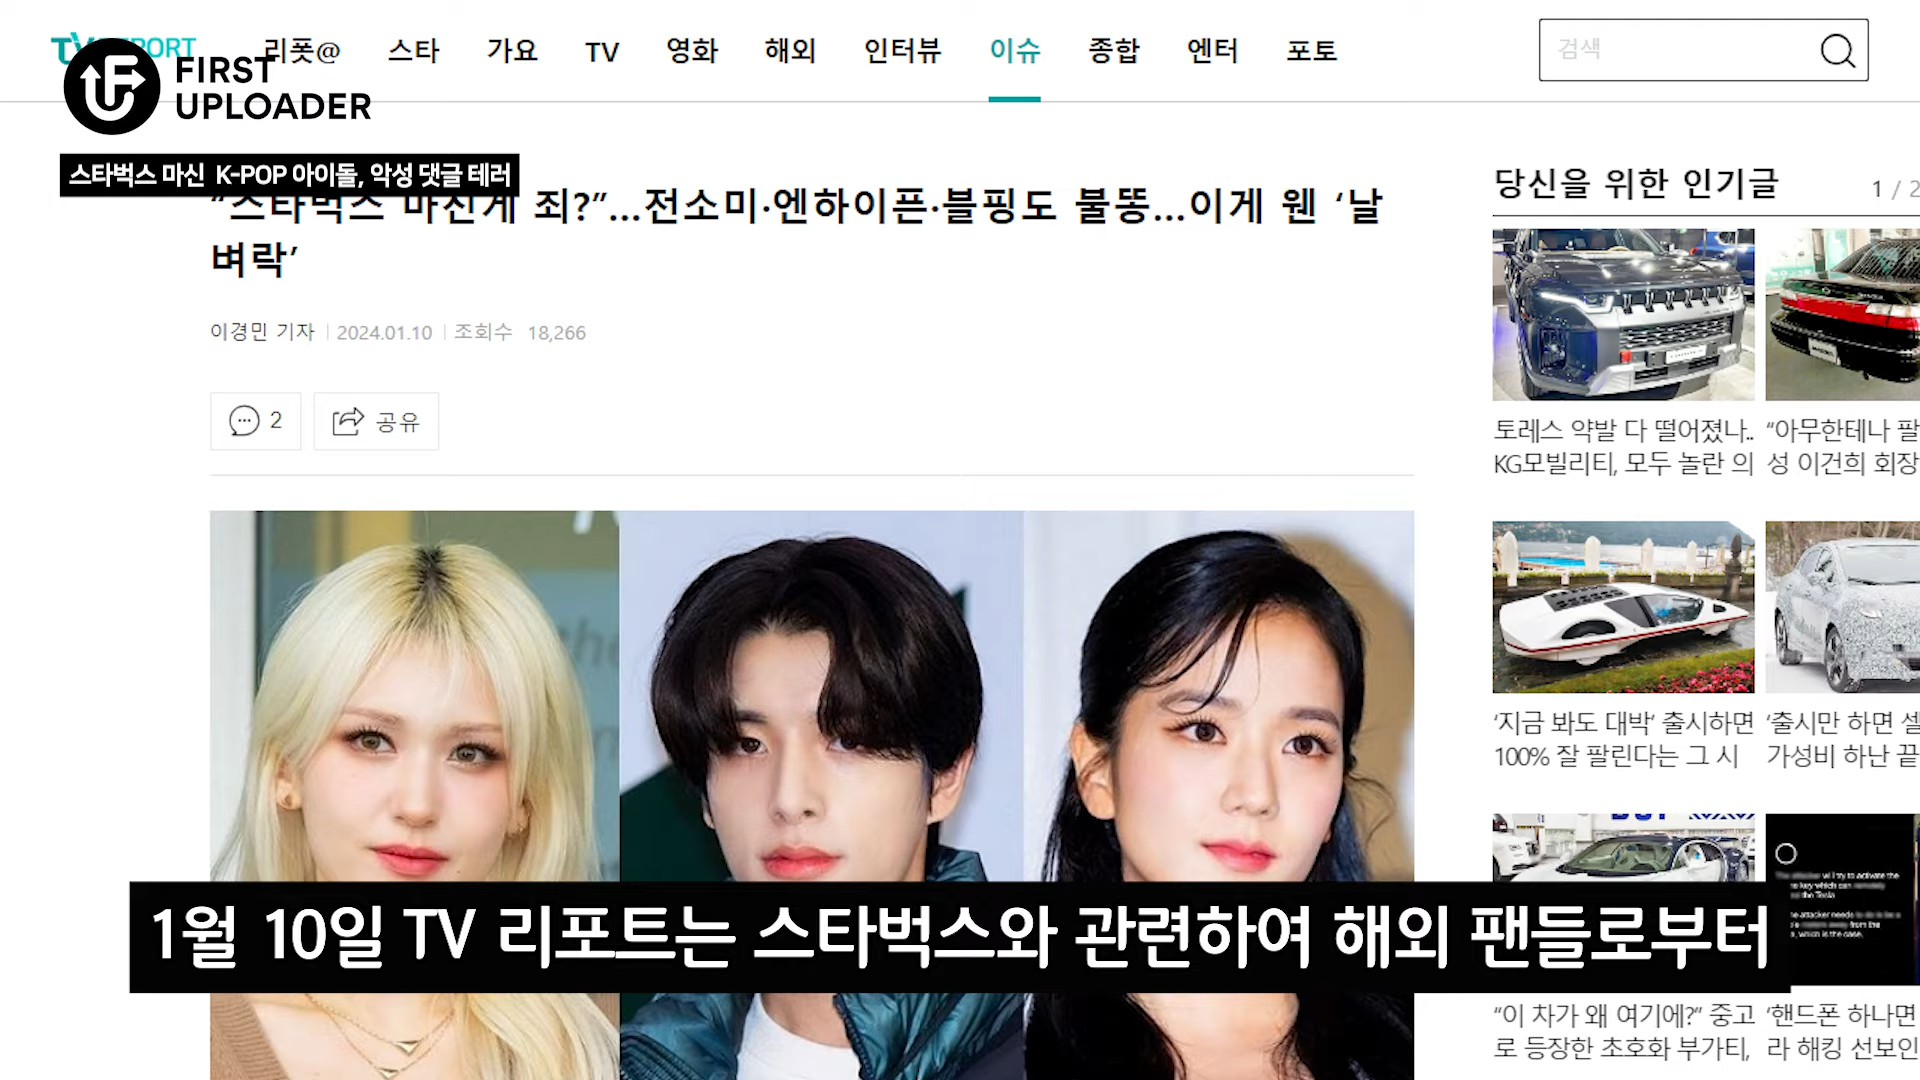 TV REPORT
리폿@ 스타 가요 TV 영화 해외 인터뷰 이슈 종합 엔터 포토
검색
FIRST
UPLOADER
스타벅스 마신 K-POP 아이돌, 악성 댓글 테러
“스타벅스 마신게 죄?”…전소미·엔하이픈·블핑도 불똥…이게 웬 ‘날
벼락’
이경민 기자 2024.01.10 조회수 18,266
2 공유
당신을 위한 인기글 1 / 2
토레스 약발 다 떨어졌나..
KG모빌리티, 모두 놀란 의
“아무한테나 팔
성 이건희 회장
‘지금 봐도 대박’ 출시하면
100% 잘 팔린다는 그 시
‘출시만 하면 셀
가성비 하난 끝
1월 10일 TV 리포트는 스타벅스와 관련하여 해외 팬들로부터
“이 차가 왜 여기에?” 중고
로 등장한 초호화 부가티,
‘핸드폰 하나면
라 해킹 선보인